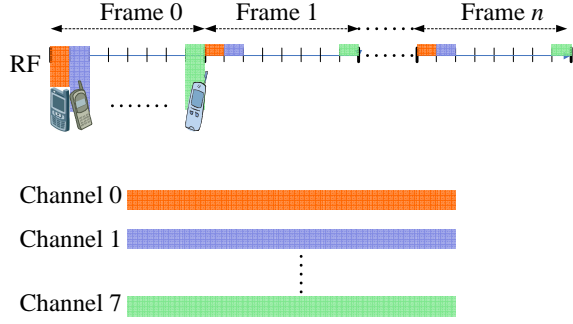 Frame 0 Frame 1 Frame n
RF
Channel 0
Channel 1
Channel 7